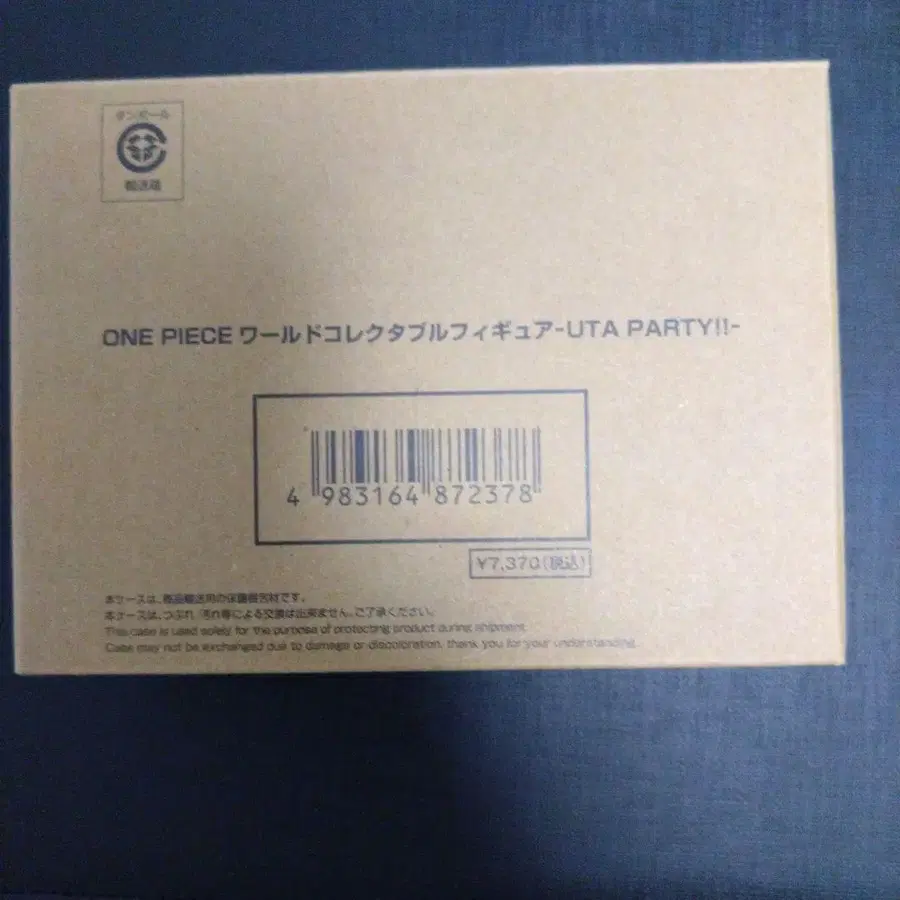 ダンボール
輸送箱
ONE PIECE ワールドコレクタブルフィギュア-UTA PARTY!!-
4 983164 872378
¥7,370(税込)
本ケースは、商品輸送用の保護梱包材です。
本ケースは、つぶれ 汚れ等による交換は出来ません。ご了承ください。
This case is used solely for the purpose of protecting product during shipment.
Case may not be exchanged due to damage or discoloration, thank you for your understanding.